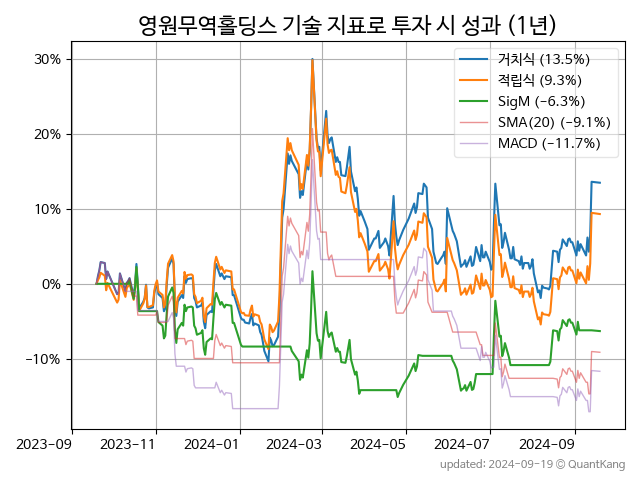 영원무역홀딩스 기술 지표로 투자 시 성과 (1년)
거치식 (13.5%)
적립식 (9.3%)
SigM (−6.3%)
SMA(20) (−9.1%)
MACD (−11.7%)
30%
20%
10%
0%
−10%
2023-09 2023-11 2024-01 2024-03 2024-05 2024-07 2024-09
updated: 2024-09-19 © QuantKang